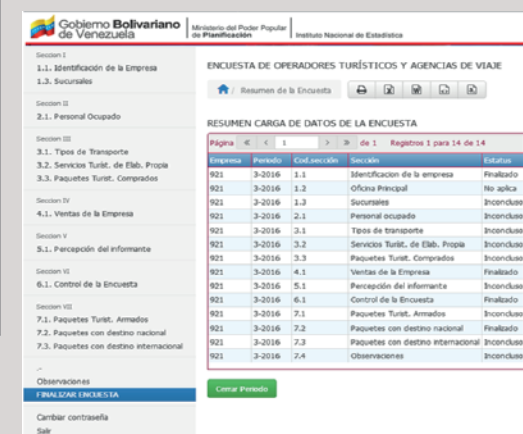 Gobierno Bolivariano de Venezuela
Ministerio del Poder Popular de Planificación
Instituto Nacional de Estadística
Seccion I
1.1. Identificación de la Empresa
1.3. Sucursales
Seccion II
2.1. Personal Ocupado
Seccion III
3.1. Tipos de Transporte
3.2. Servicios Turíst. de Elab. Propia
3.3. Paquetes Turist. Comprados
Seccion IV
4.1. Ventas de la Empresa
Seccion V
5.1. Percepción del informante
Seccion VI
6.1. Control de la Encuesta
Seccion VII
7.1. Paquetes Turist. Armados
7.2. Paquetes con destino nacional
7.3. Paquetes con destino internacional
Observaciones
FINALIZAR ENCUESTA
Cambiar contraseña
Salir
ENCUESTA DE OPERADORES TURÍSTICOS Y AGENCIAS DE VIAJE
/ Resumen de la Encuesta
RESUMEN CARGA DE DATOS DE LA ENCUESTA
Página 1 de 1 Registros 1 para 14 de 14
Empresa Periodo Cod.sección Sección Estatus
921 3-2016 1.1 Identificacion de la empresa Finalizado
921 3-2016 1.2 Oficina Principal No aplica
921 3-2016 1.3 Sucursales Inconcluso
921 3-2016 2.1 Personal ocupado Inconcluso
921 3-2016 3.1 Tipos de transporte Inconcluso
921 3-2016 3.2 Servicios Turíst. de Elab. Propia Inconcluso
921 3-2016 3.3 Paquetes Turist. Comprados Inconcluso
921 3-2016 4.1 Ventas de la Empresa Finalizado
921 3-2016 5.1 Percepción del informante Inconcluso
921 3-2016 6.1 Control de la Encuesta Finalizado
921 3-2016 7.1 Paquetes Turist. Armados Inconcluso
921 3-2016 7.2 Paquetes con destino nacional Finalizado
921 3-2016 7.3 Paquetes con destino internacional Inconcluso
921 3-2016 7.4 Observaciones Inconcluso
Cerrar Periodo